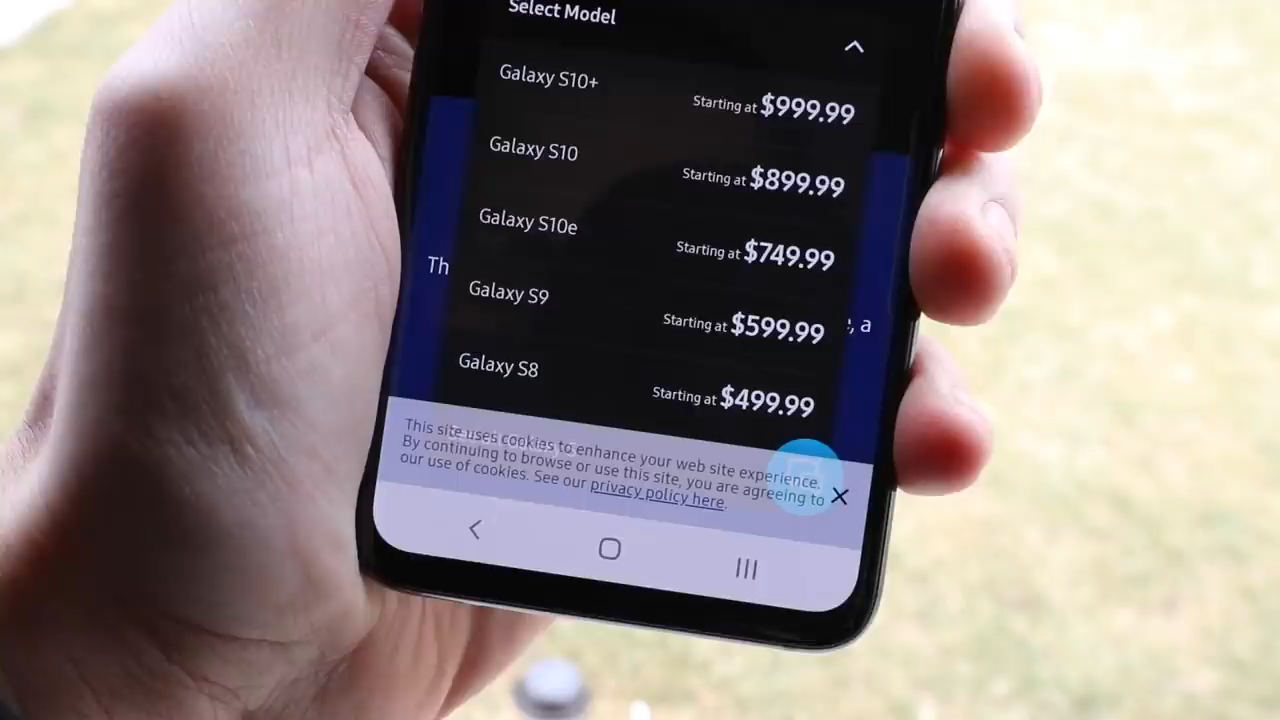 Select Model
Galaxy S10+
Starting at $999.99
Galaxy S10
Starting at $899.99
Galaxy S10e
Starting at $749.99
Th
Galaxy S9
Starting at $599.99
, a
Galaxy S8
Starting at $499.99
This site uses cookies to enhance your web site experience.
By continuing to browse or use this site, you are agreeing to
our use of cookies. See our privacy policy here.